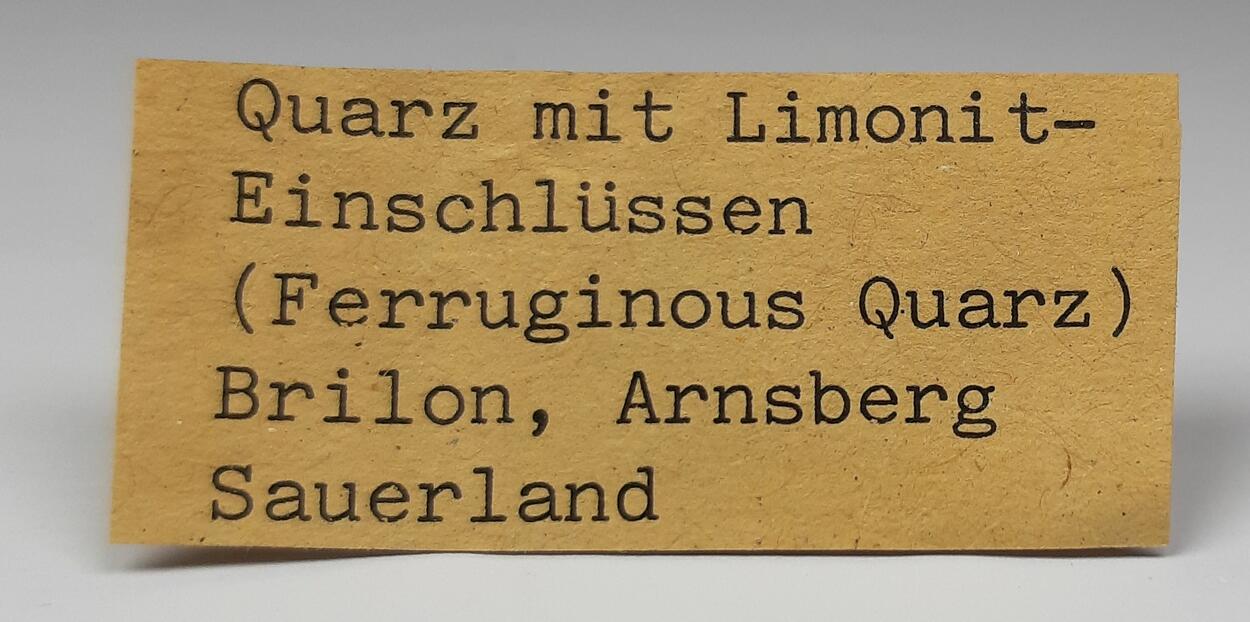 Quarz mit Limonit-
Einschlüssen
(Ferruginous Quarz)
Brilon, Arnsberg
Sauerland